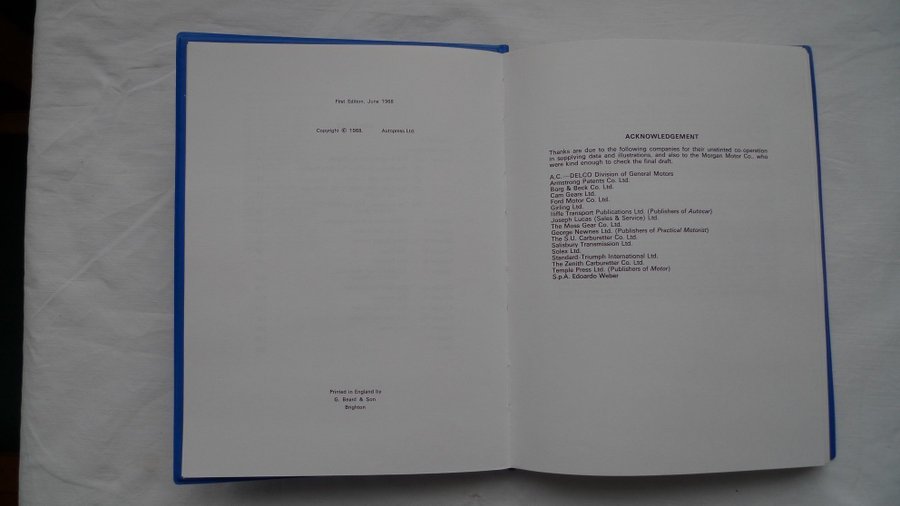 First Edition, June 1968
Copyright © 1968. Autopress Ltd.
Printed in England by
G. Beard & Son
Brighton
ACKNOWLEDGEMENT
Thanks are due to the following companies for their unstinted co-operation
in supplying data and illustrations, and also to the Morgan Motor Co., who
were kind enough to check the final draft.
A.C.—DELCO Division of General Motors
Armstrong Patents Co. Ltd.
Borg & Beck Co. Ltd.
Cam Gears Ltd.
Ford Motor Co. Ltd.
Girling Ltd.
Iliffe Transport Publications Ltd. (Publishers of Autocar)
Joseph Lucas (Sales & Service) Ltd.
The Moss Gear Co. Ltd.
George Newnes Ltd. (Publishers of Practical Motorist)
The S.U. Carburetter Co. Ltd.
Salisbury Transmission Ltd.
Solex Ltd.
Standard-Triumph International Ltd.
The Zenith Carburetter Co. Ltd.
Temple Press Ltd. (Publishers of Motor)
S.p.A. Edoardo Weber